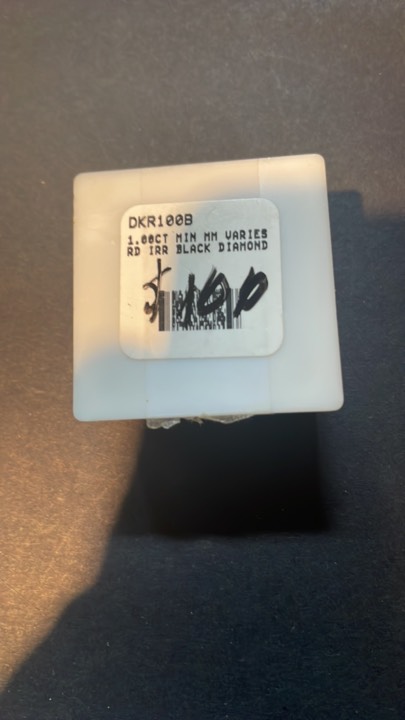 DKR100B
1.00CT MIN MM VARIES
RD IRR BLACK DIAMOND
$100